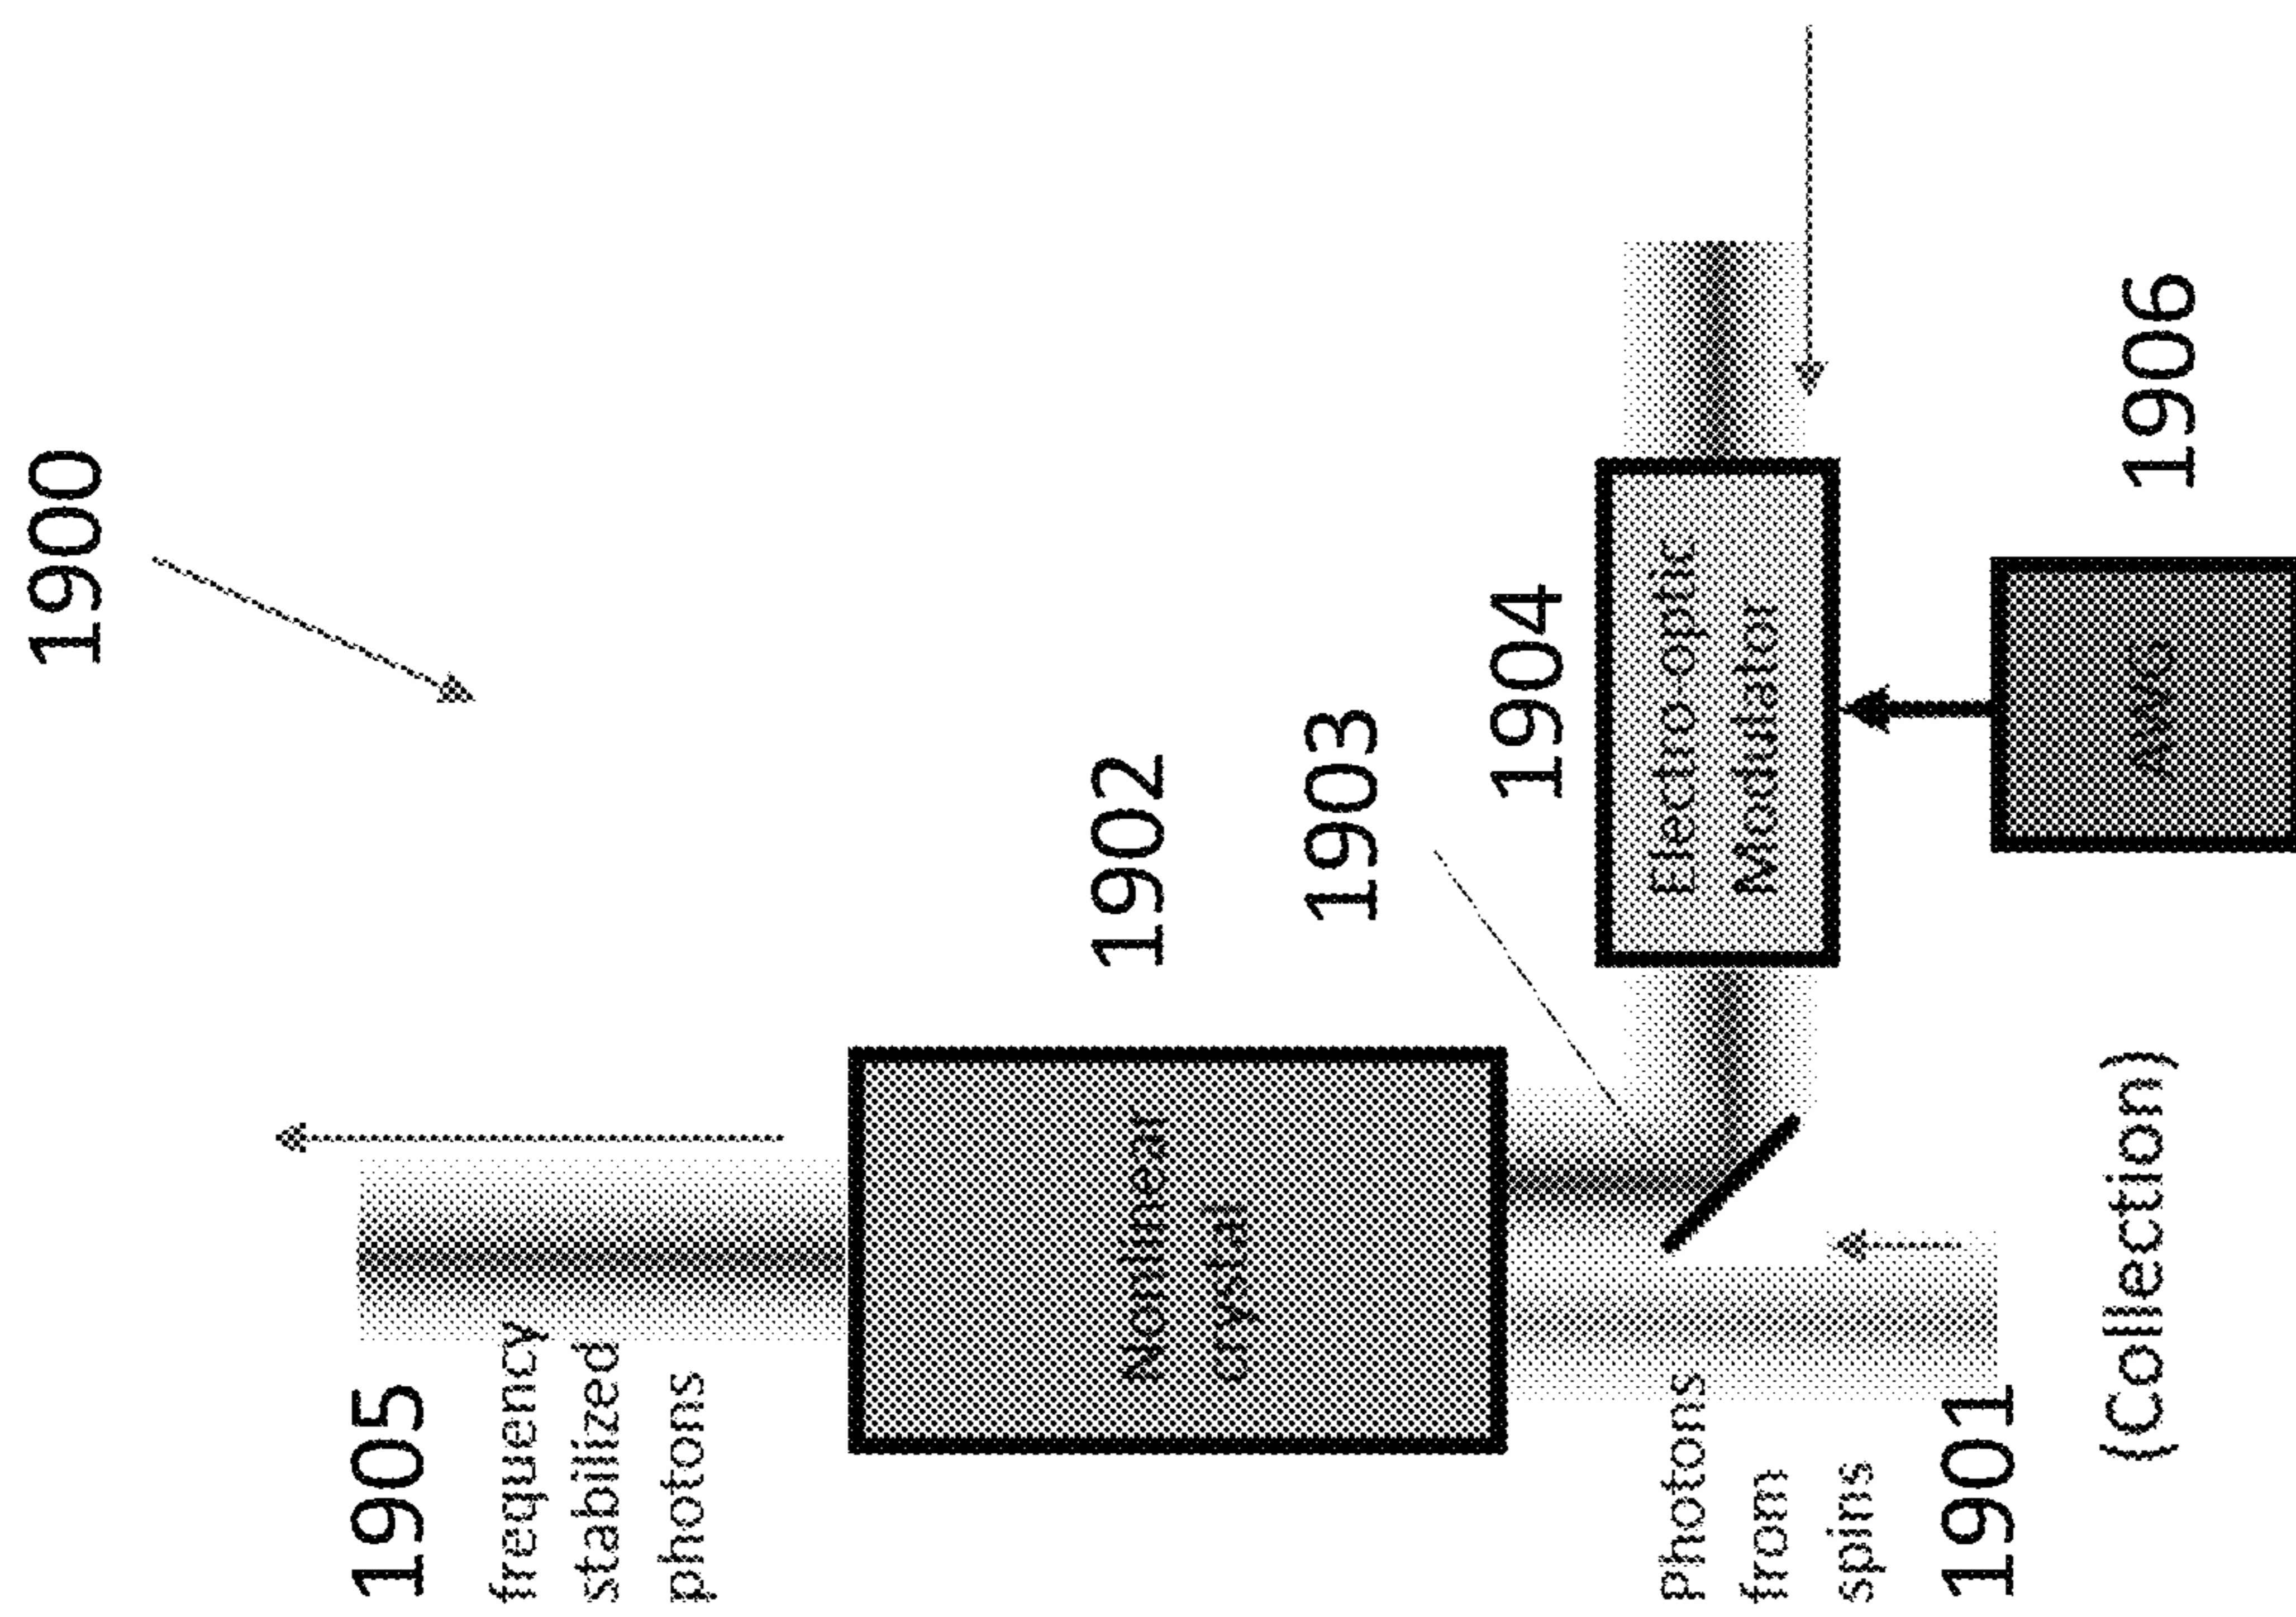 1900
1905
frequency
stabilized
photons
Nonlinear
crystal
1902
1903
1904
Electro-optic
Modulator
Photons
from
spins
1901
(Collection)
AWG
1906